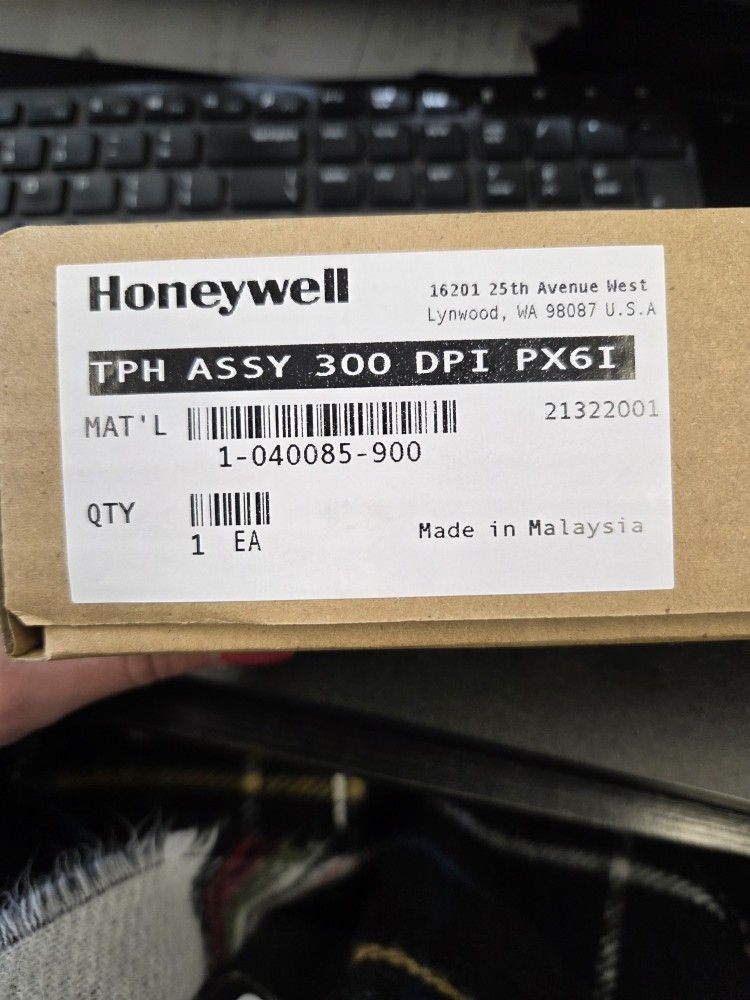 Honeywell
16201 25th Avenue West
Lynwood, WA 98087 U.S.A
TPH ASSY 300 DPI PX6I
MAT'L
21322001
1-040085-900
QTY
1 EA
Made in Malaysia